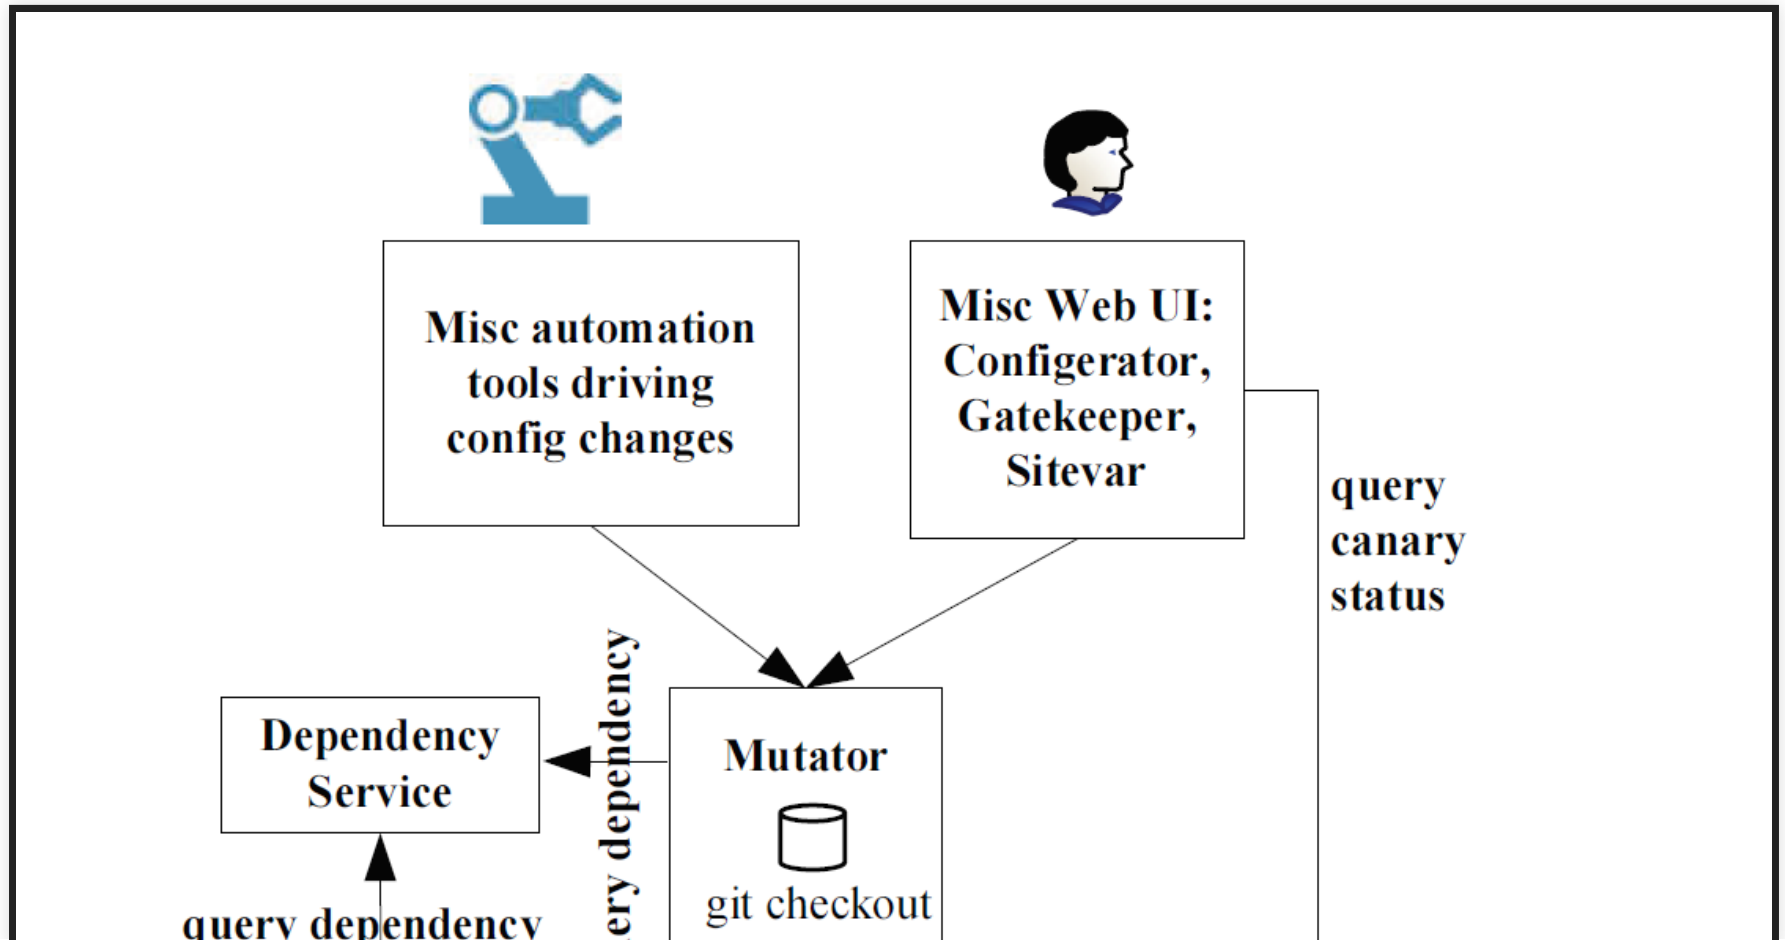 Misc automation
tools driving
config changes
Misc Web UI:
Configerator,
Gatekeeper,
Sitevar
query
canary
status
Dependency
Service
dependency
Mutator
git checkout
query dependency